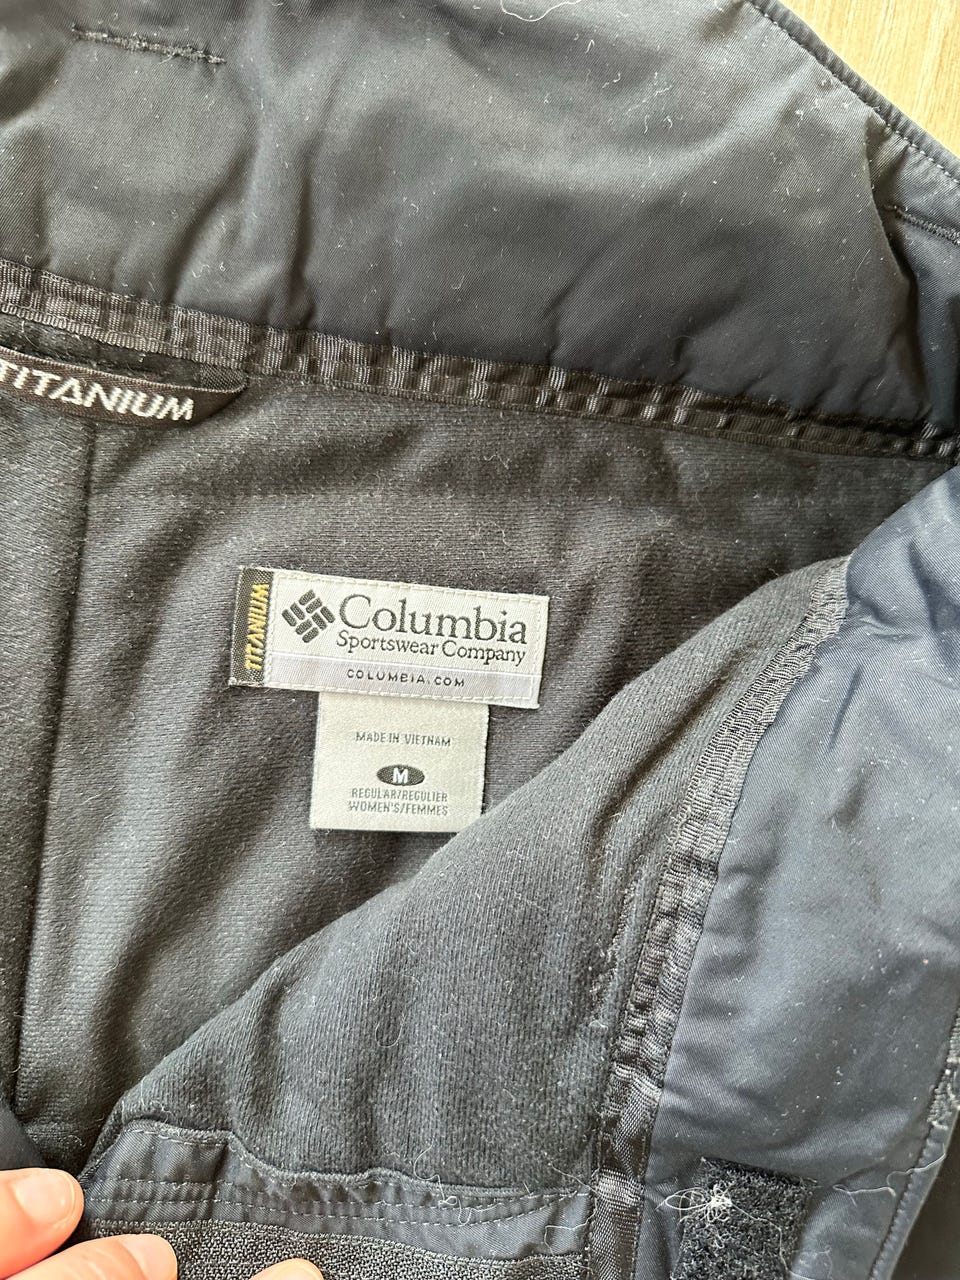 TITANIUM
TITANIUM
Columbia
Sportswear Company
COLUMBIA.COM
MADE IN VIETNAM
M
REGULAR/REGULIER
WOMEN'S/FEMMES